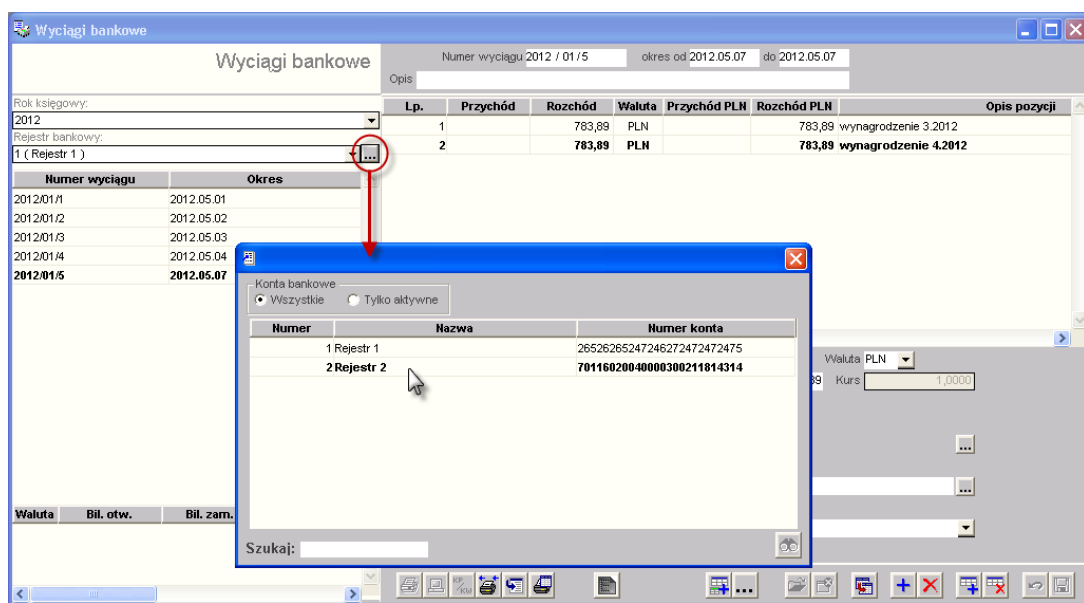 Wyciągi bankowe
Wyciągi bankowe
Numer wyciągu 2012 / 01 / 5 okres od 2012.05.07 do 2012.05.07
Opis
Rok księgowy:
2012
Rejestr bankowy:
1 ( Rejestr 1 ) ...
Numer wyciągu Okres
2012/01/1 2012.05.01
2012/01/2 2012.05.02
2012/01/3 2012.05.03
2012/01/4 2012.05.04
2012/01/5 2012.05.07
Lp. Przychód Rozchód Waluta Przychód PLN Rozchód PLN Opis pozycji
1 783,89 PLN 783,89 wynagrodzenie 3.2012
2 783,89 PLN 783,89 wynagrodzenie 4.2012
Konta bankowe
Wszystkie Tylko aktywne
Numer Nazwa Numer konta
1 Rejestr 1 26526265247246272472472475
2 Rejestr 2 70116020040000300211814314
Szukaj:
Waluta PLN
89 Kurs 1,0000
...
...
Waluta Bil. otw. Bil. zam.
KP KW ...